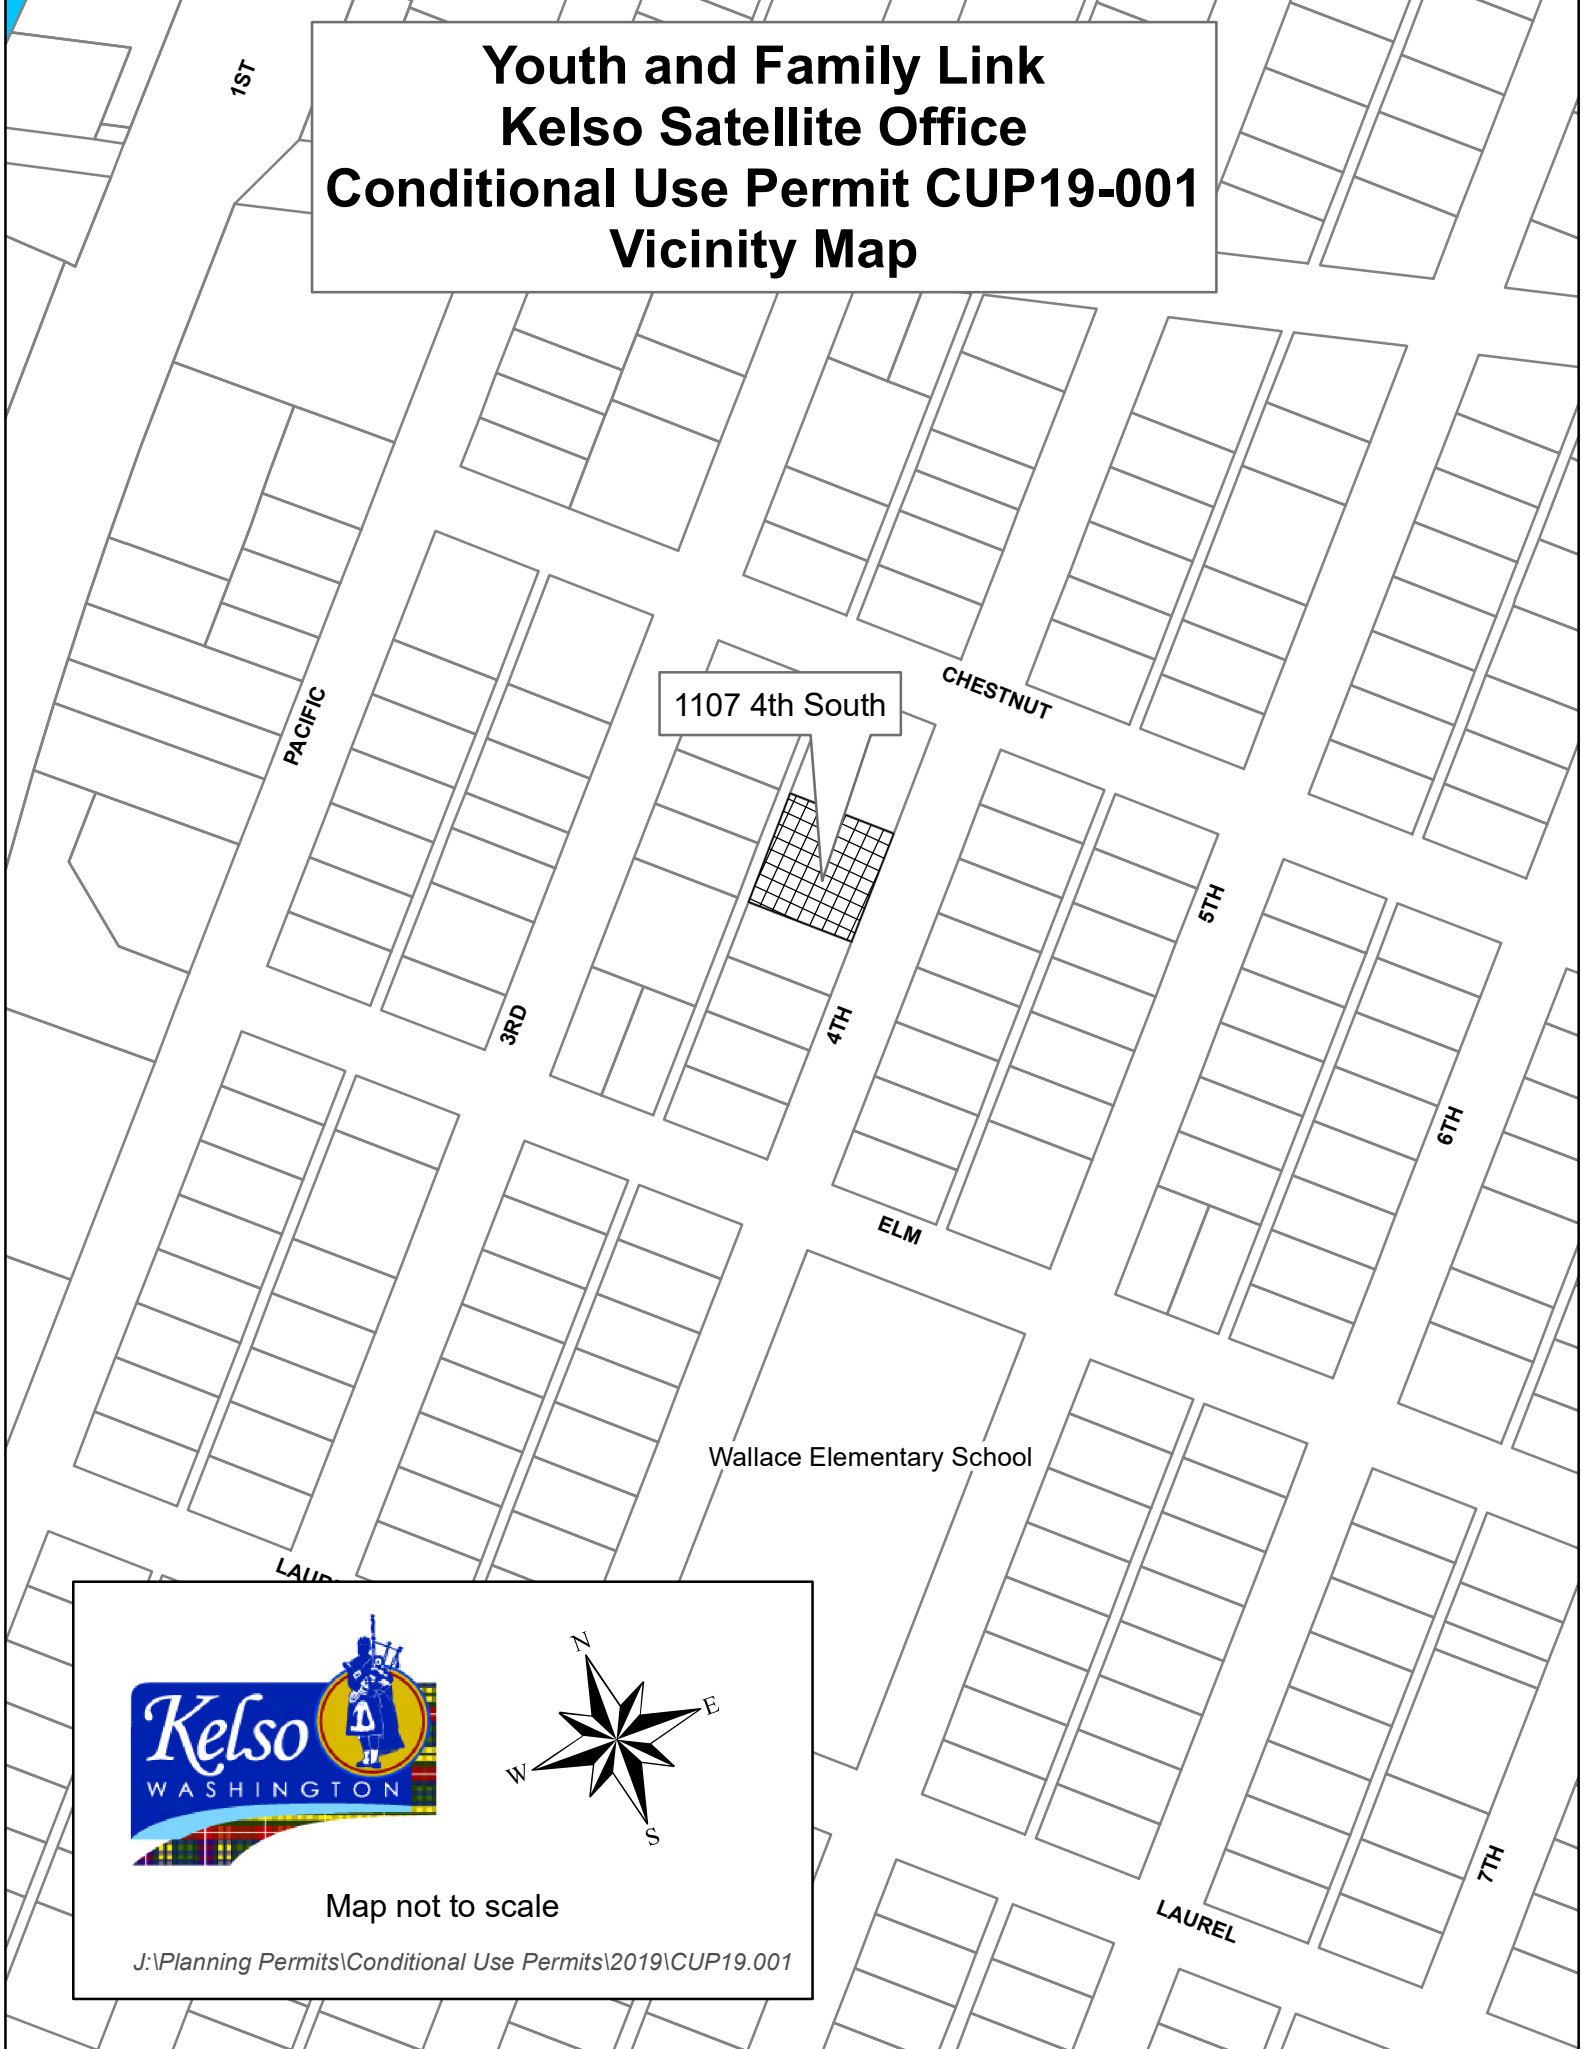 1ST
Youth and Family Link
Kelso Satellite Office
Conditional Use Permit CUP19-001
Vicinity Map
CHESTNUT
1107 4th South
PACIFIC
5TH
3RD
4TH
6TH
ELM
Wallace Elementary School
LAUREL
7TH
N
E
W
S
Kelso
WASHINGTON
Map not to scale
J:\Planning Permits\Conditional Use Permits\2019\CUP19.001